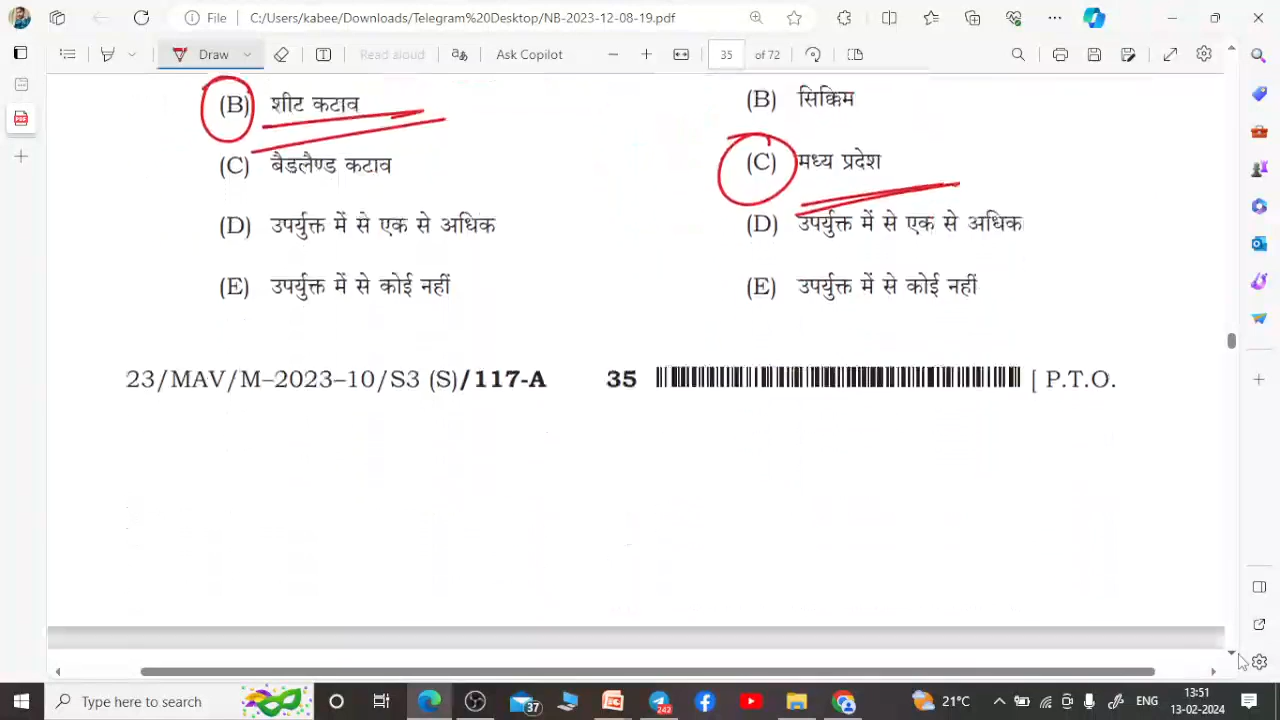 File
C:/Users/kabee/Downloads/Telegram%20Desktop/NB-2023-12-08-19.pdf
Draw
Read aloud
Ask Copilot
35 of 72
(B) शीट कटाव
(C) बैडलैण्ड कटाव
(D) उपर्युक्त में से एक से अधिक
(E) उपर्युक्त में से कोई नहीं
(B) सिक्किम
(C) मध्य प्रदेश
(D) उपर्युक्त में से एक से अधिक
(E) उपर्युक्त में से कोई नहीं
23/MAV/M–2023–10/S3 (S)/117-A 35 [ P.T.O.
Type here to search
37
242
21°C
ENG
13:51
13-02-2024